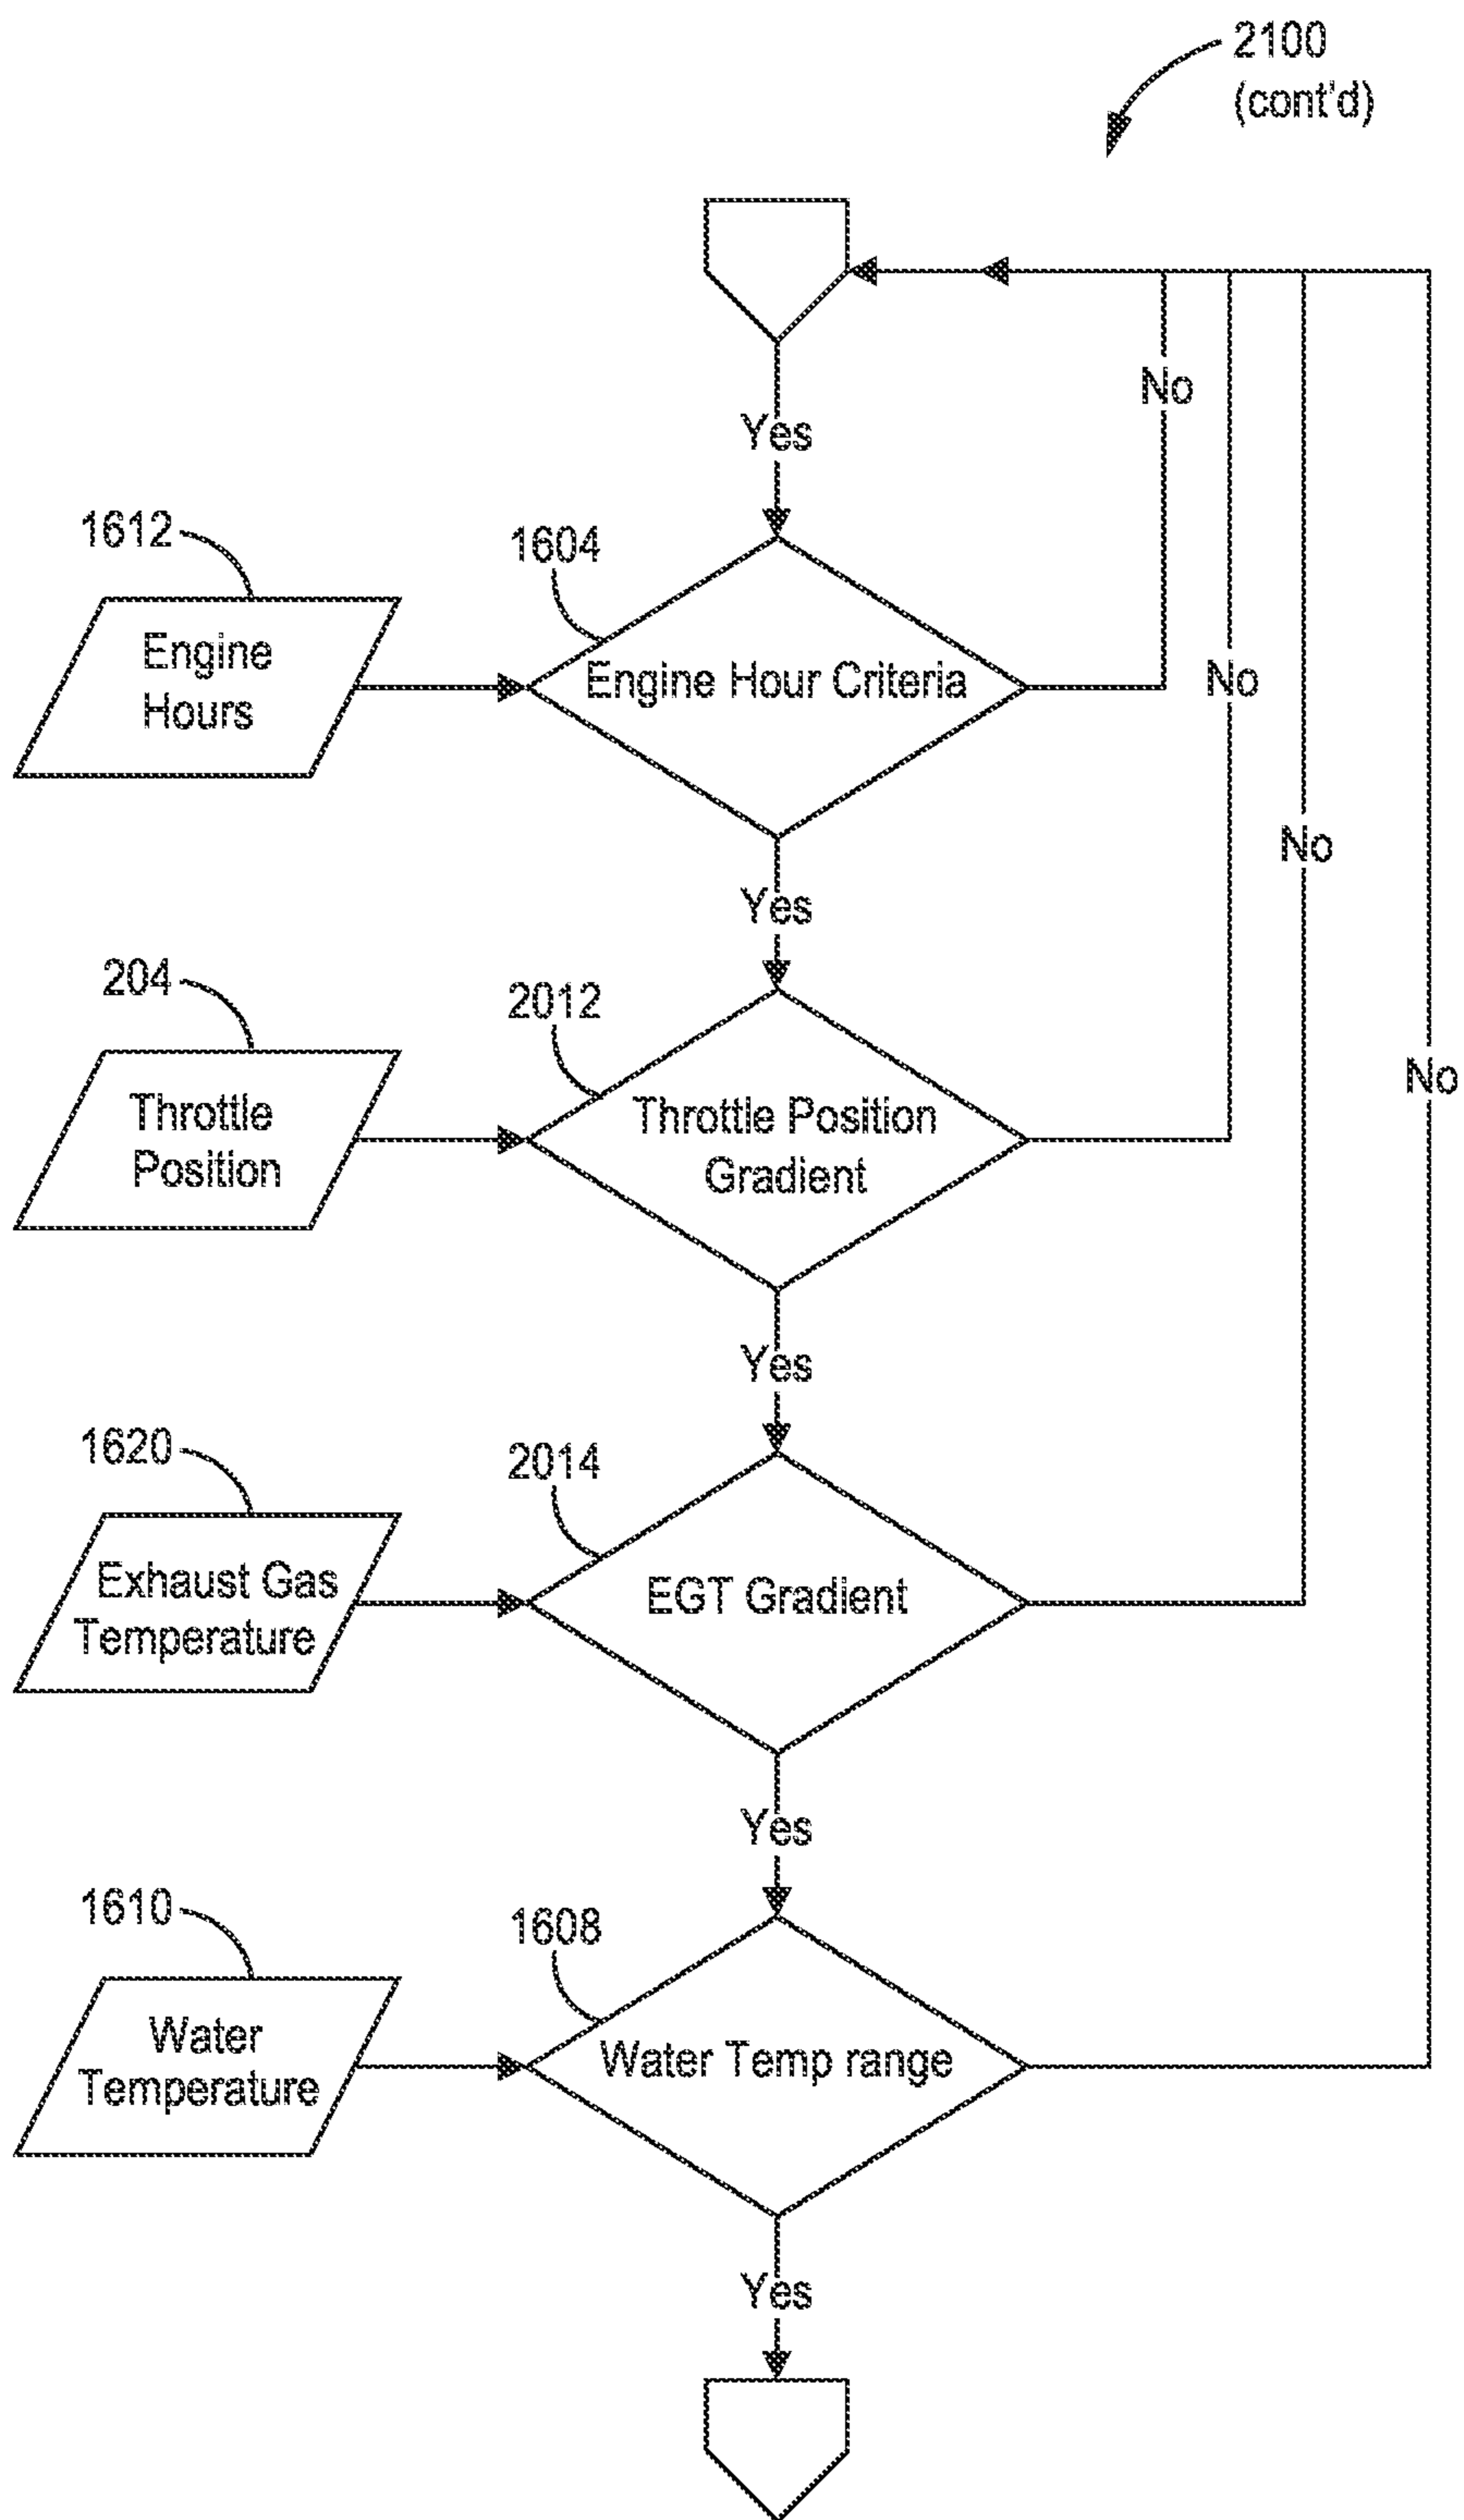 2100
(cont'd)
No
Yes
1612
1604
Engine
Hours
Engine Hour Criteria
No
No
Yes
204
2012
Throttle
Position
Throttle Position
Gradient
No
Yes
1620
2014
Exhaust Gas
Temperature
EGT Gradient
Yes
1610
1608
Water
Temperature
Water Temp range
Yes